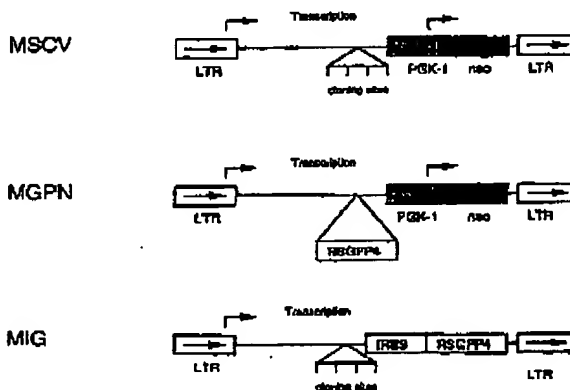 Transcription
MSCV
LTR PGK-1 neo LTR
cloning sites
Transcription
MGPN
LTR PGK-1 neo LTR
RSGFP4
Transcription
MIG
IRES RSGFP4
LTR LTR
cloning sites